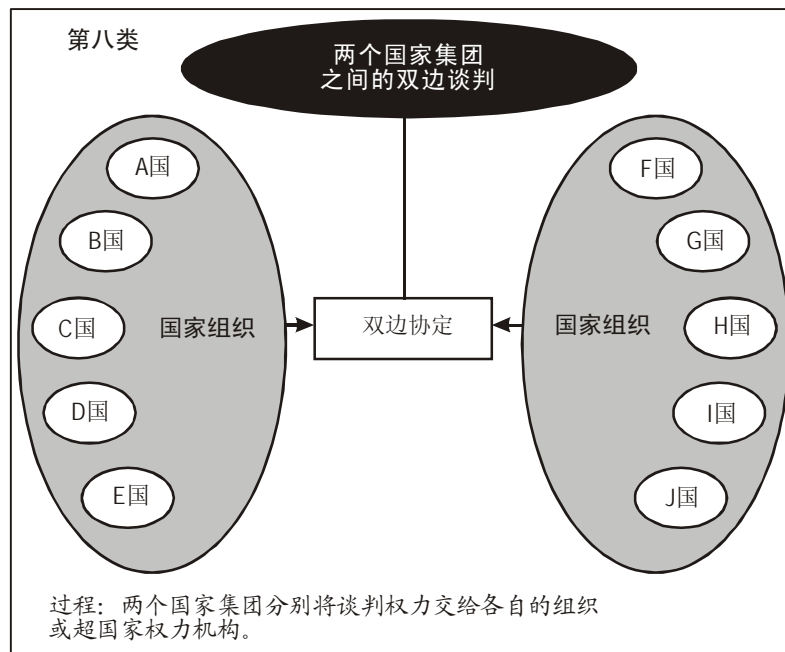 第八类
两个国家集团
之间的双边谈判
A国
B国
C国
D国
E国
国家组织
双边协定
国家组织
F国
G国
H国
I国
J国
过程：两个国家集团分别将谈判权力交给各自的组织
或超国家权力机构。